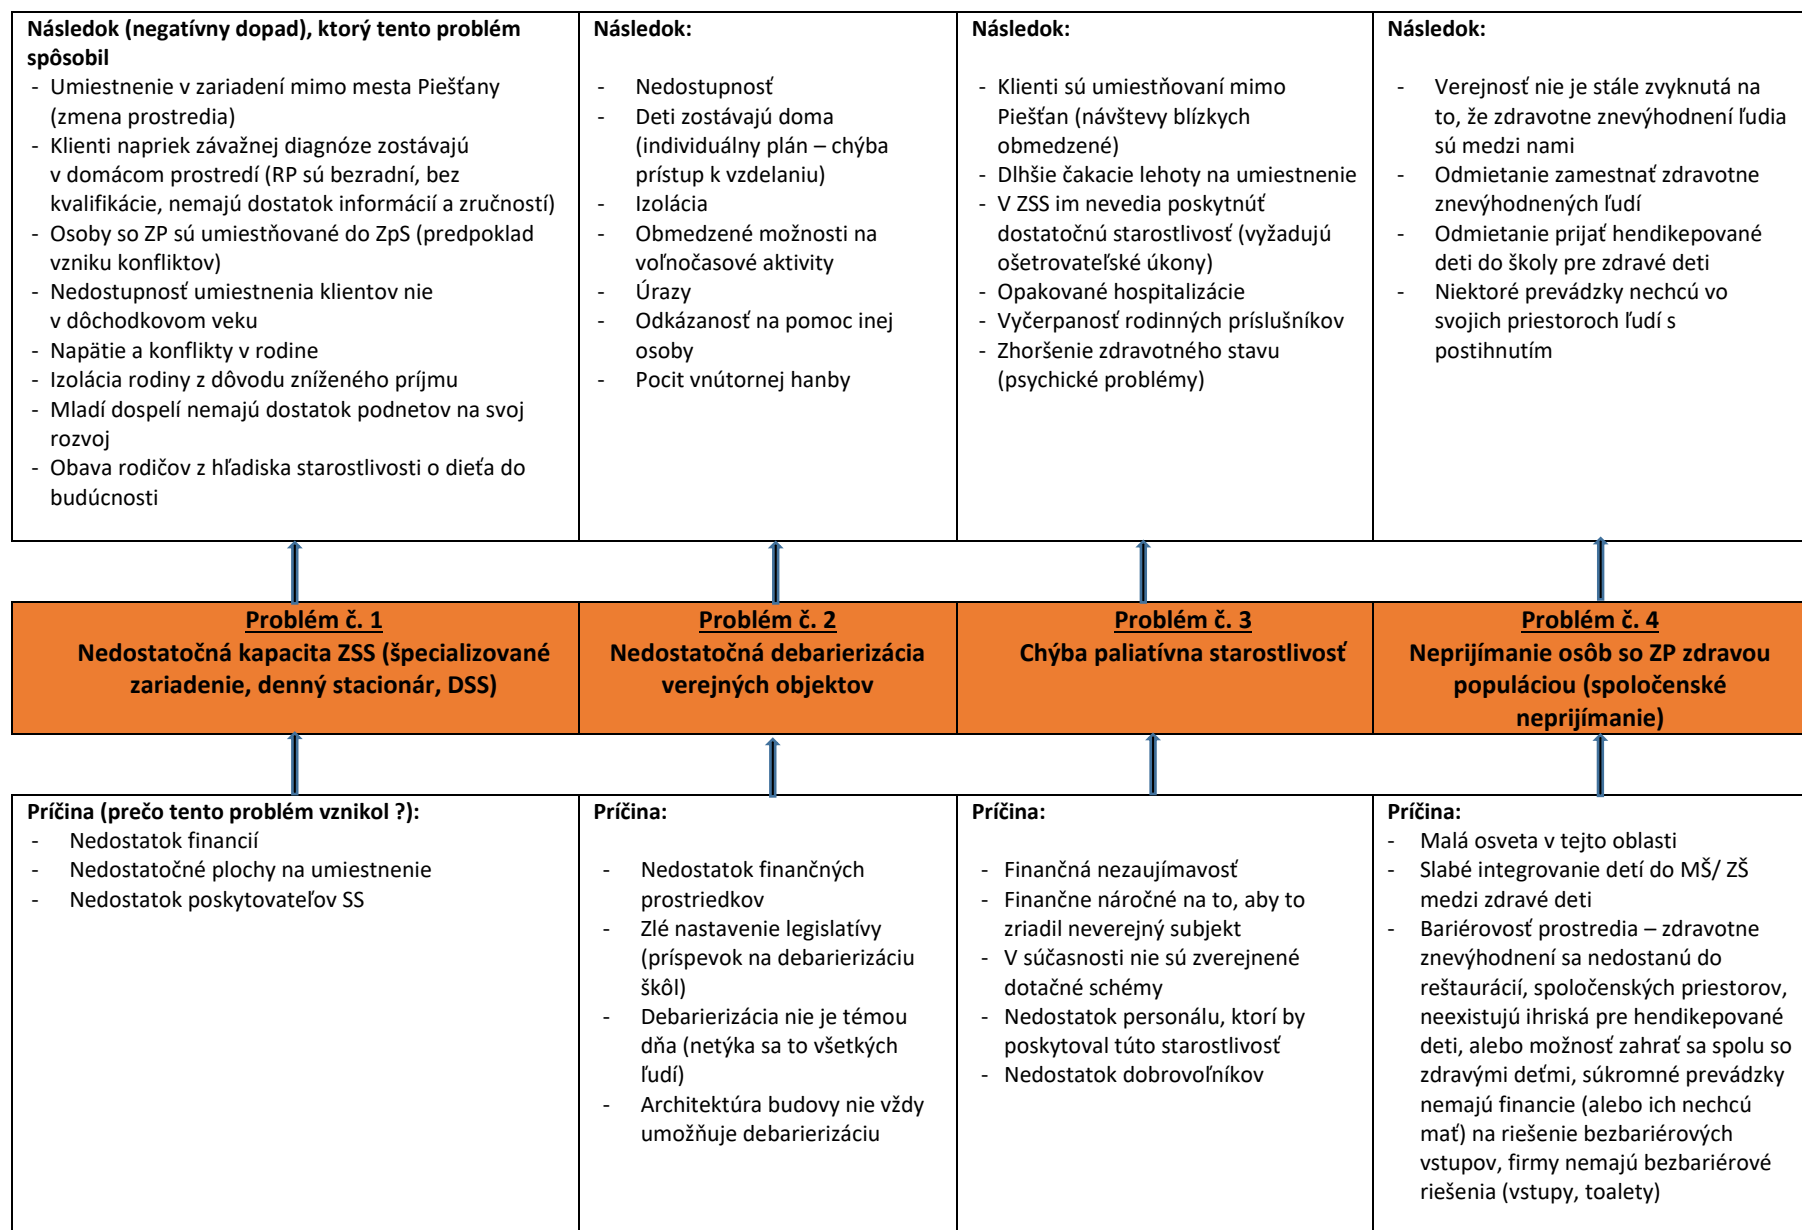 Následok (negatívny dopad), ktorý tento problém
spôsobil
- Umiestnenie v zariadení mimo mesta Piešťany
(zmena prostredia)
- Klienti napriek závažnej diagnóze zostávajú
v domácom prostredí (RP sú bezradní, bez
kvalifikácie, nemajú dostatok informácií a zručností)
- Osoby so ZP sú umiestňované do ZpS (predpoklad
vzniku konfliktov)
- Nedostupnosť umiestnenia klientov nie
v dôchodkovom veku
- Napätie a konflikty v rodine
- Izolácia rodiny z dôvodu zníženého príjmu
- Mladí dospelí nemajú dostatok podnetov na svoj
rozvoj
- Obava rodičov z hľadiska starostlivosti o dieťa do
budúcnosti
Následok:
- Nedostupnosť
- Deti zostávajú doma
(individuálny plán – chýba
prístup k vzdelaniu)
- Izolácia
- Obmedzené možnosti na
voľnočasové aktivity
- Úrazy
- Odkázanosť na pomoc inej
osoby
- Pocit vnútornej hanby
Následok:
- Klienti sú umiestňovaní mimo
Piešťan (návštevy blízkych
obmedzené)
- Dlhšie čakacie lehoty na umiestnenie
- V ZSS im nevedia poskytnúť
dostatočnú starostlivosť (vyžadujú
ošetrovateľské úkony)
- Opakované hospitalizácie
- Vyčerpanosť rodinných príslušníkov
- Zhoršenie zdravotného stavu
(psychické problémy)
Následok:
- Verejnosť nie je stále zvyknutá na
to, že zdravotne znevýhodnení ľudia
sú medzi nami
- Odmietanie zamestnať zdravotne
znevýhodnených ľudí
- Odmietanie prijať hendikepované
deti do školy pre zdravé deti
- Niektoré prevádzky nechcú vo
svojich priestoroch ľudí s
postihnutím
Problém č. 1
Nedostatočná kapacita ZSS (špecializované
zariadenie, denný stacionár, DSS)
Problém č. 2
Nedostatočná debarierizácia
verejných objektov
Problém č. 3
Chýba paliatívna starostlivosť
Problém č. 4
Neprijímanie osôb so ZP zdravou
populáciou (spoločenské
neprijímanie)
Príčina (prečo tento problém vznikol ?):
- Nedostatok financií
- Nedostatočné plochy na umiestnenie
- Nedostatok poskytovateľov SS
Príčina:
- Nedostatok finančných
prostriedkov
- Zlé nastavenie legislatívy
(príspevok na debarierizáciu
škôl)
- Debarierizácia nie je témou
dňa (netýka sa to všetkých
ľudí)
- Architektúra budovy nie vždy
umožňuje debarierizáciu
Príčina:
- Finančná nezaujímavosť
- Finančne náročné na to, aby to
zriadil neverejný subjekt
- V súčasnosti nie sú zverejnené
dotačné schémy
- Nedostatok personálu, ktorí by
poskytoval túto starostlivosť
- Nedostatok dobrovoľníkov
Príčina:
- Malá osveta v tejto oblasti
- Slabé integrovanie detí do MŠ/ ZŠ
medzi zdravé deti
- Bariérovosť prostredia – zdravotne
znevýhodnení sa nedostanú do
reštaurácií, spoločenských priestorov,
neexistujú ihriská pre hendikepované
deti, alebo možnosť zahrať sa spolu so
zdravými deťmi, súkromné prevádzky
nemajú financie (alebo ich nechcú
mať) na riešenie bezbariérových
vstupov, firmy nemajú bezbariérové
riešenia (vstupy, toalety)